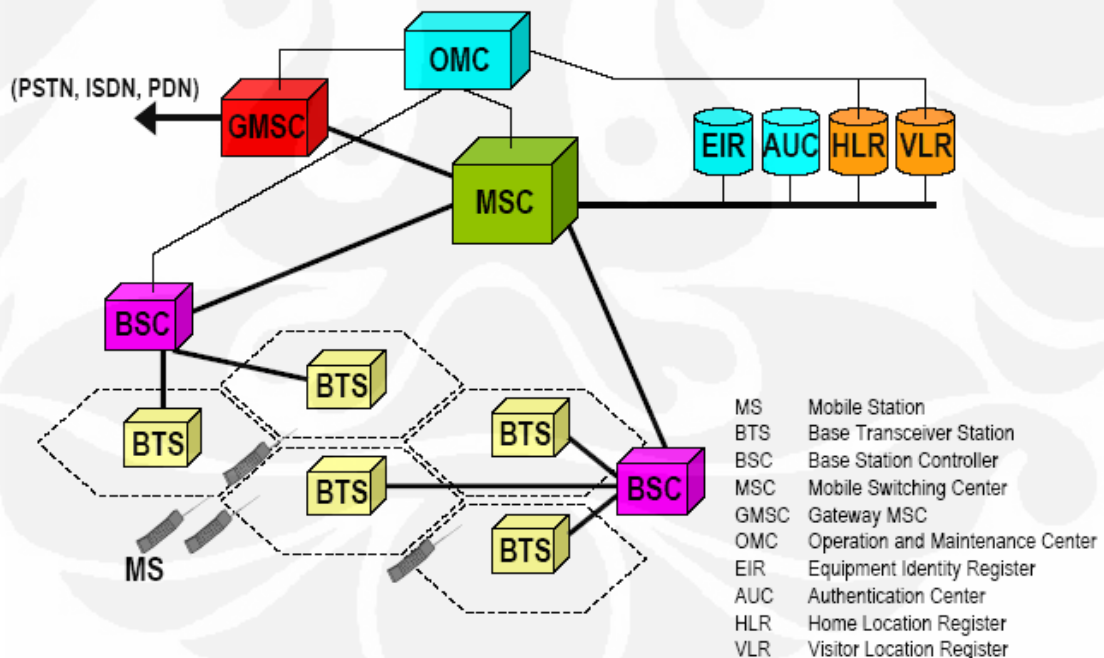 OMC
(PSTN, ISDN, PDN)
GMSC
EIR
AUC
HLR
VLR
MSC
BSC
BTS
BTS
BTS
BTS
BSC
BTS
MS
MS Mobile Station
BTS Base Transceiver Station
BSC Base Station Controller
MSC Mobile Switching Center
GMSC Gateway MSC
OMC Operation and Maintenance Center
EIR Equipment Identity Register
AUC Authentication Center
HLR Home Location Register
VLR Visitor Location Register